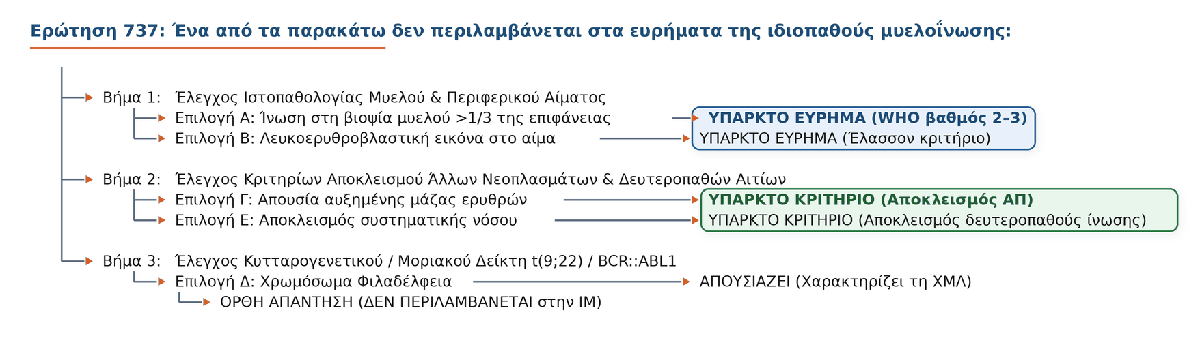 Ερώτηση 737: Ένα από τα παρακάτω δεν περιλαμβάνεται στα ευρήματα της ιδιοπαθούς μυελοΐνωσης:
Βήμα 1: Έλεγχος Ιστοπαθολογίας Μυελού & Περιφερικού Αίματος
Επιλογή Α: Ίνωση στη βιοψία μυελού >1/3 της επιφάνειας ΥΠΑΡΚΤΟ ΕΥΡΗΜΑ (WHO βαθμός 2–3)
Επιλογή Β: Λευκοερυθροβλαστική εικόνα στο αίμα ΥΠΑΡΚΤΟ ΕΥΡΗΜΑ (Έλασσον κριτήριο)
Βήμα 2: Έλεγχος Κριτηρίων Αποκλεισμού Άλλων Νεοπλασμάτων & Δευτεροπαθών Αιτίων
Επιλογή Γ: Απουσία αυξημένης μάζας ερυθρών ΥΠΑΡΚΤΟ ΚΡΙΤΗΡΙΟ (Αποκλεισμός ΑΠ)
Επιλογή Ε: Αποκλεισμός συστηματικής νόσου ΥΠΑΡΚΤΟ ΚΡΙΤΗΡΙΟ (Αποκλεισμός δευτεροπαθούς ίνωσης)
Βήμα 3: Έλεγχος Κυτταρογενετικού / Μοριακού Δείκτη t(9;22) / BCR::ABL1
Επιλογή Δ: Χρωμόσωμα Φιλαδέλφεια ΑΠΟΥΣΙΑΖΕΙ (Χαρακτηρίζει τη ΧΜΛ)
ΟΡΘΗ ΑΠΑΝΤΗΣΗ (ΔΕΝ ΠΕΡΙΛΑΜΒΑΝΕΤΑΙ στην ΙΜ)